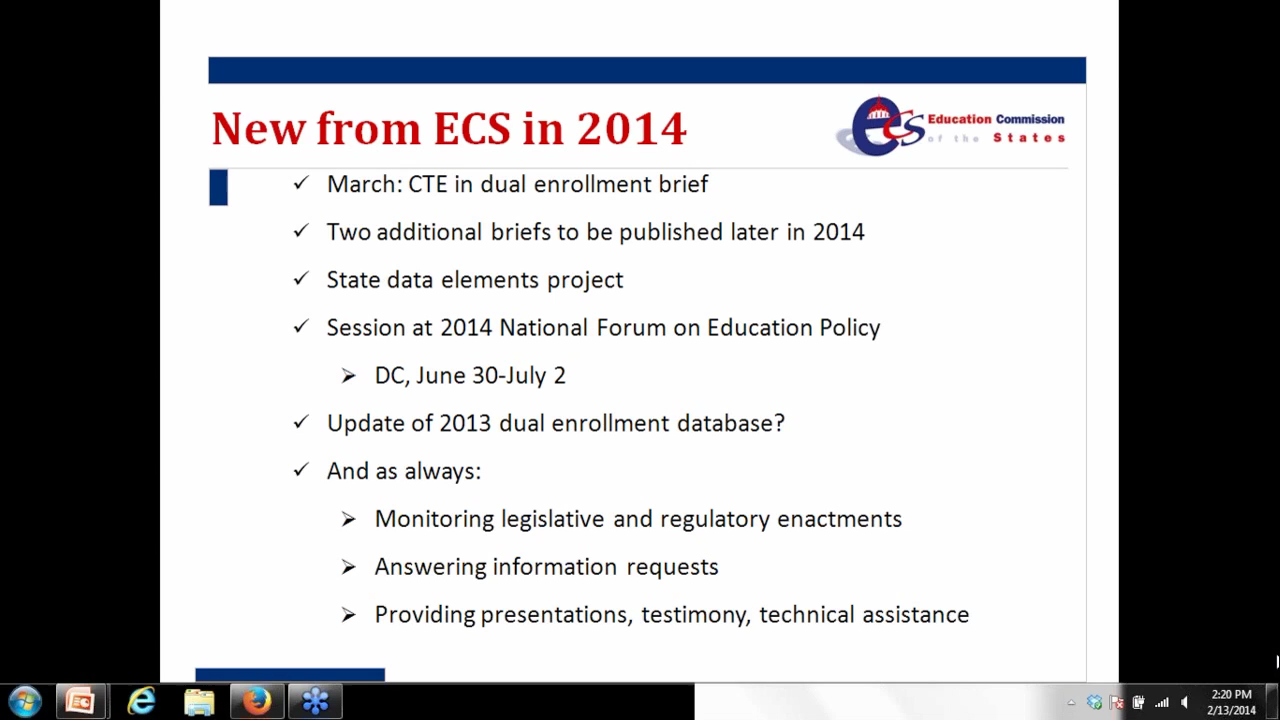 New from ECS in 2014
ecs Education Commission
of the States
✓ March: CTE in dual enrollment brief
✓ Two additional briefs to be published later in 2014
✓ State data elements project
✓ Session at 2014 National Forum on Education Policy
➢ DC, June 30-July 2
✓ Update of 2013 dual enrollment database?
✓ And as always:
➢ Monitoring legislative and regulatory enactments
➢ Answering information requests
➢ Providing presentations, testimony, technical assistance
2:20 PM
2/13/2014